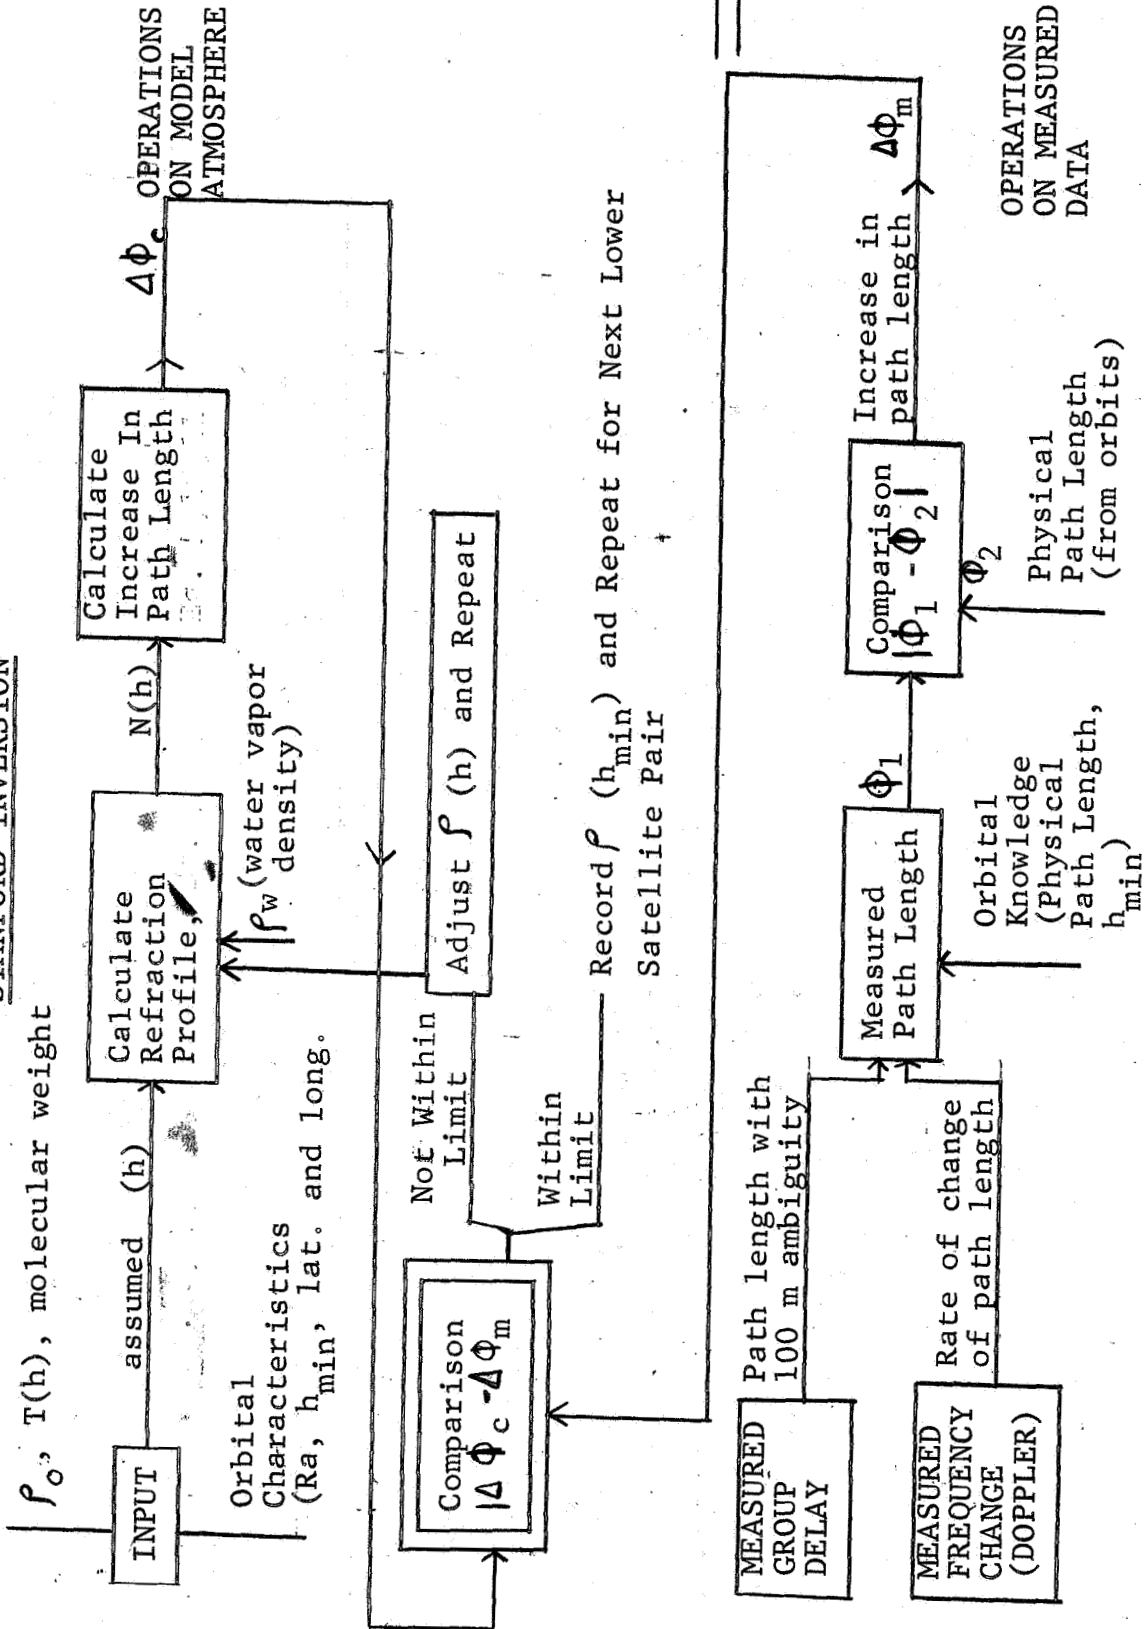 STANFORD INVERSION
ρo, T(h), molecular weight
INPUT
assumed (h)
Orbital
Characteristics
(Ra, hmin, lat. and long.
Calculate
Refraction
Profile,
ρw(water vapor
density)
N(h)
Calculate
Increase In
Path Length
Δϕc
OPERATIONS
ON MODEL
ATMOSPHERE
Comparison
|Δϕc-Δϕm
Not Within
Limit
Adjust ρ (h) and Repeat
Within
Limit
Record ρ (hmin) and Repeat for Next Lower
Satellite Pair
MEASURED
GROUP
DELAY
Path length with
100 m ambiguity
MEASURED
FREQUENCY
CHANGE
(DOPPLER)
Rate of change
of path length
Measured
Path Length
Orbital
Knowledge
(Physical
Path Length,
hmin)
ϕ1
Comparison
|ϕ1-ϕ2|
ϕ2
Physical
Path Length
(from orbits)
Increase in
path length
Δϕm
OPERATIONS
ON MEASURED
DATA